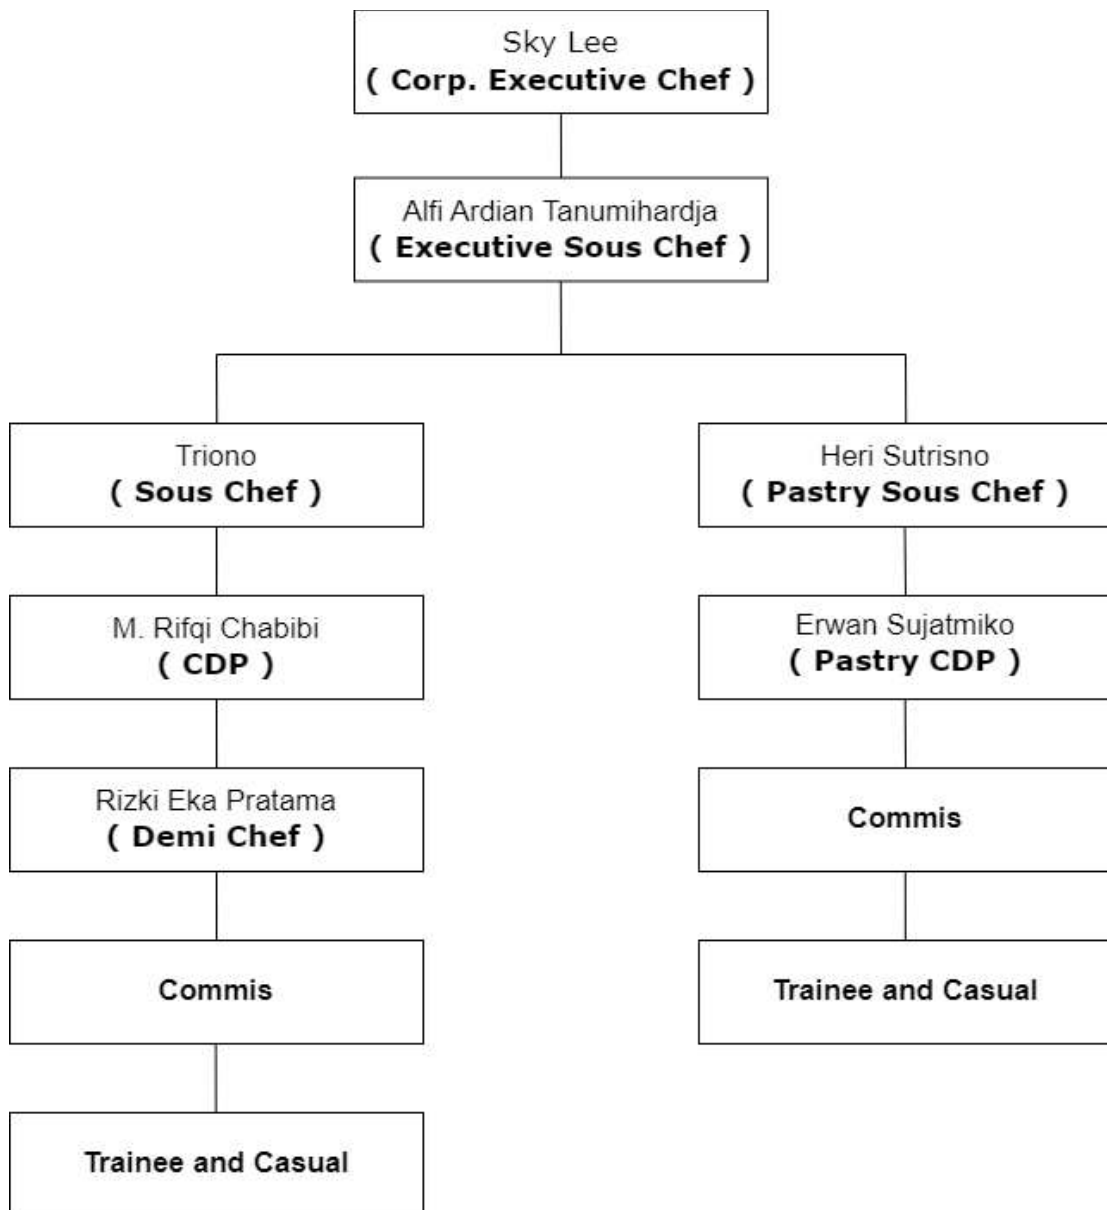 Sky Lee
( Corp. Executive Chef )
Alfi Ardian Tanumihardja
( Executive Sous Chef )
Triono
( Sous Chef )
Heri Sutrisno
( Pastry Sous Chef )
M. Rifqi Chabibi
( CDP )
Erwan Sujatmiko
( Pastry CDP )
Rizki Eka Pratama
( Demi Chef )
Commis
Commis
Trainee and Casual
Trainee and Casual